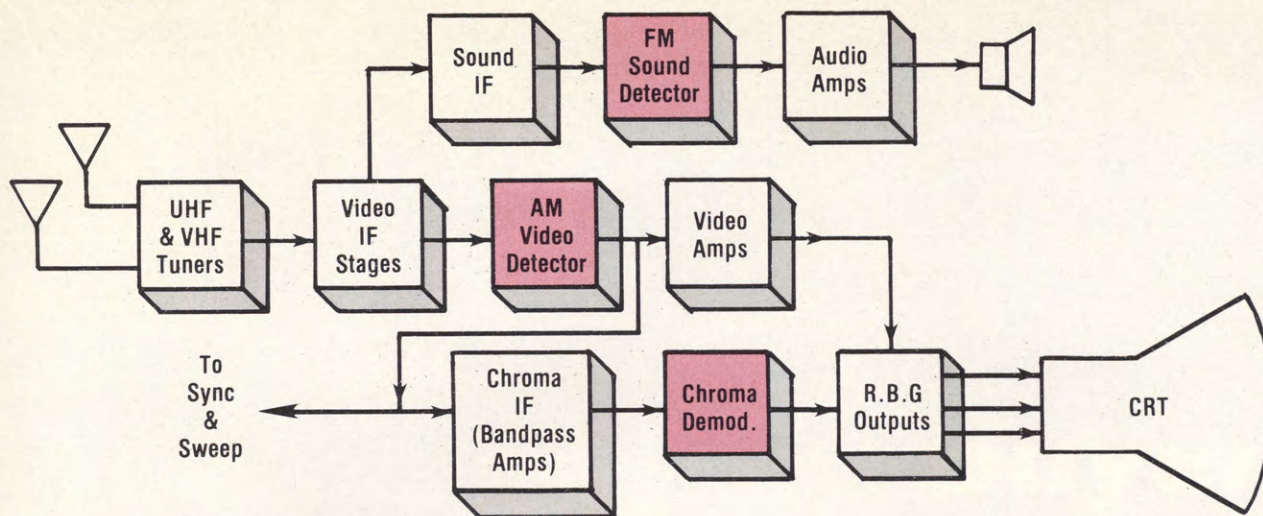 Sound
IF
FM
Sound
Detector
Audio
Amps
UHF
& VHF
Tuners
Video
IF
Stages
AM
Video
Detector
Video
Amps
To
Sync
&
Sweep
Chroma
IF
(Bandpass
Amps)
Chroma
Demod.
R.B.G
Outputs
CRT